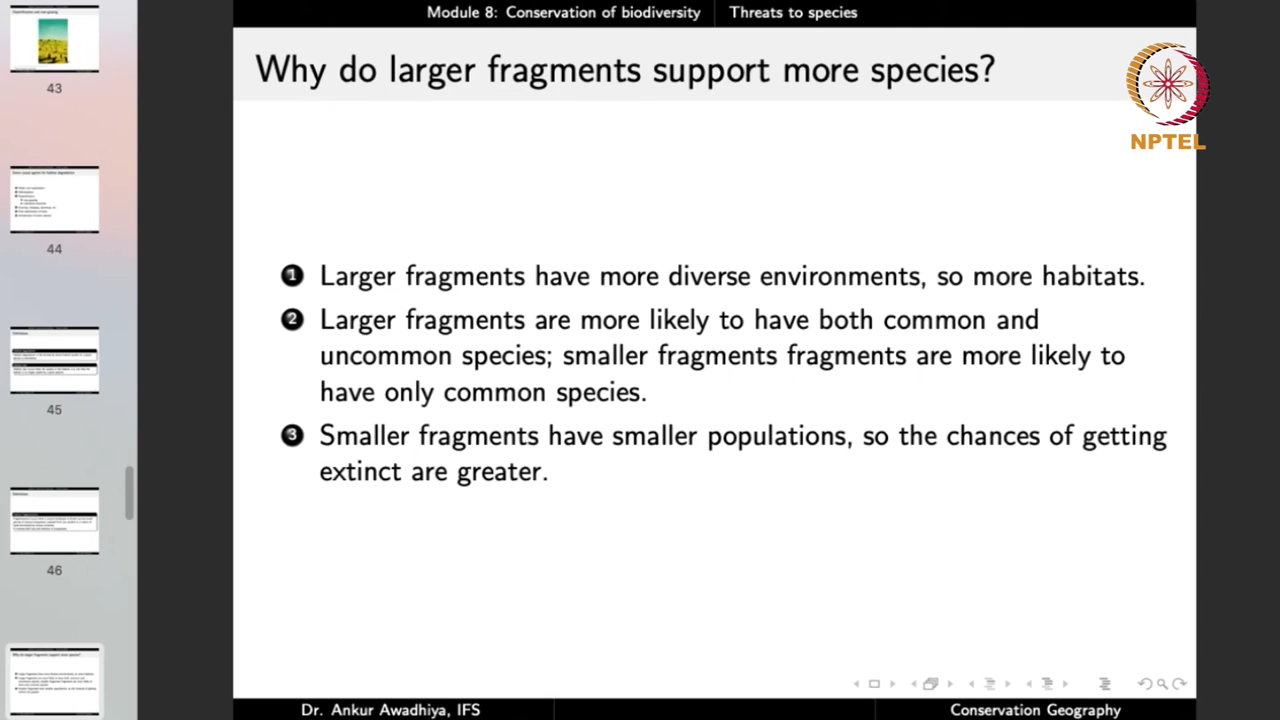 Module 8: Conservation of biodiversity
Threats to species
Why do larger fragments support more species?
NPTEL
1 Larger fragments have more diverse environments, so more habitats.
2 Larger fragments are more likely to have both common and
uncommon species; smaller fragments fragments are more likely to
have only common species.
3 Smaller fragments have smaller populations, so the chances of getting
extinct are greater.
Dr. Ankur Awadhiya, IFS
Conservation Geography
43
44
45
46